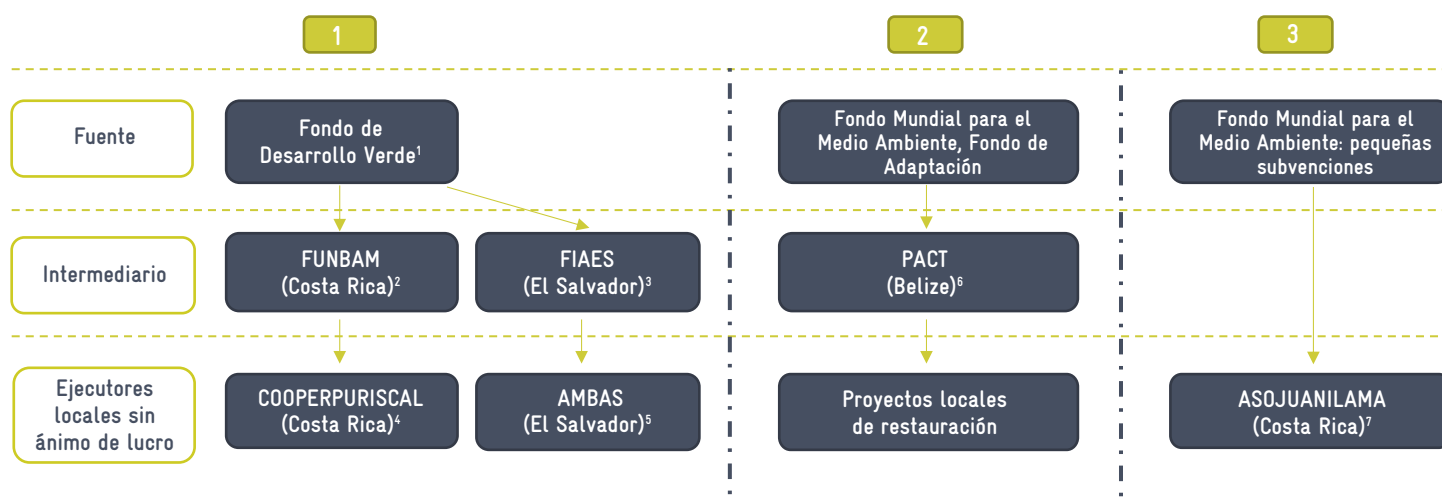 1
2
3
Fuente
Fondo de
Desarrollo Verde¹
Fondo Mundial para el
Medio Ambiente, Fondo de
Adaptación
Fondo Mundial para el
Medio Ambiente: pequeñas
subvenciones
Intermediario
FUNBAM
(Costa Rica)²
FIAES
(El Salvador)³
PACT
(Belize)⁶
Ejecutores
locales sin
ánimo de lucro
COOPERPURISCAL
(Costa Rica)⁴
AMBAS
(El Salvador)⁵
Proyectos locales
de restauración
ASOJUANILAMA
(Costa Rica)⁷